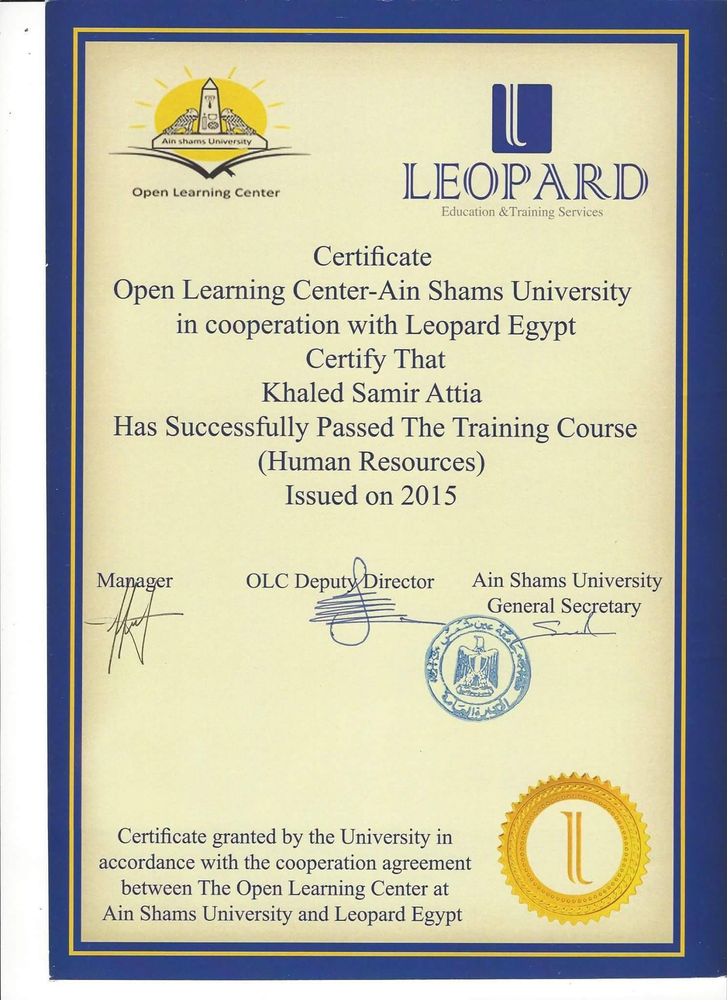 Ain shams University
Open Learning Center
LEOPARD
Education &Training Services
Certificate
Open Learning Center-Ain Shams University
in cooperation with Leopard Egypt
Certify That
Khaled Samir Attia
Has Successfully Passed The Training Course
(Human Resources)
Issued on 2015
Manager
OLC Deputy Director
Ain Shams University
General Secretary
جامعة عين شمس
Certificate granted by the University in
accordance with the cooperation agreement
between The Open Learning Center at
Ain Shams University and Leopard Egypt